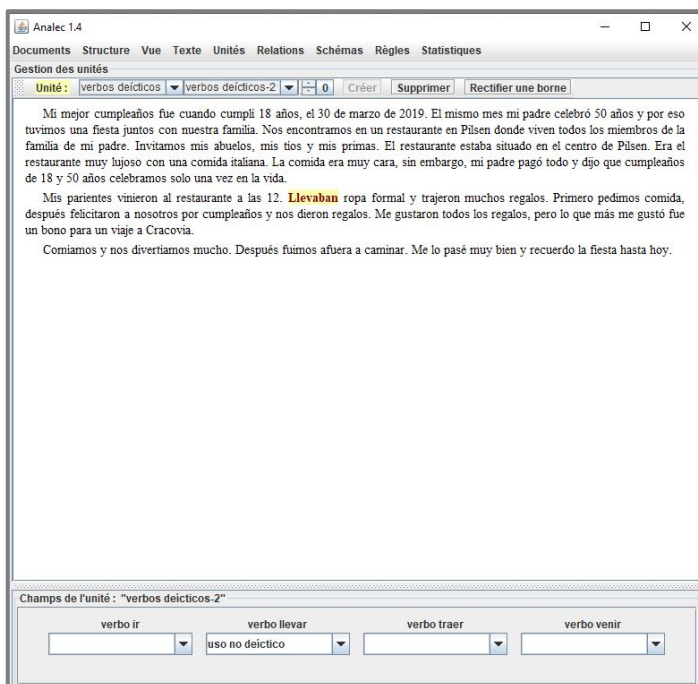 Analec 1.4
Documents Structure Vue Texte Unités Relations Schémas Règles Statistiques
Gestion des unités
Unité : verbos deícticos verbos deícticos-2 0 Créer Supprimer Rectifier une borne
Mi mejor cumpleaños fue cuando cumpli 18 años, el 30 de marzo de 2019. El mismo mes mi padre celebró 50 años y por eso
tuvimos una fiesta juntos con nuestra familia. Nos encontramos en un restaurante en Pilsen donde viven todos los miembros de la
familia de mi padre. Invitamos mis abuelos, mis tios y mis primas. El restaurante estaba situado en el centro de Pilsen. Era el
restaurante muy lujoso con una comida italiana. La comida era muy cara, sin embargo, mi padre pagó todo y dijo que cumpleaños
de 18 y 50 años celebramos solo una vez en la vida.
Mis parientes vinieron al restaurante a las 12. Llevaban ropa formal y trajeron muchos regalos. Primero pedimos comida,
después felicitaron a nosotros por cumpleaños y nos dieron regalos. Me gustaron todos los regalos, pero lo que más me gustó fue
un bono para un viaje a Cracovia.
Comiamos y nos divertiamos mucho. Después fuimos afuera a caminar. Me lo pasé muy bien y recuerdo la fiesta hasta hoy.
Champs de l'unité : "verbos deícticos-2"
verbo ir verbo llevar verbo traer verbo venir
uso no deíctico